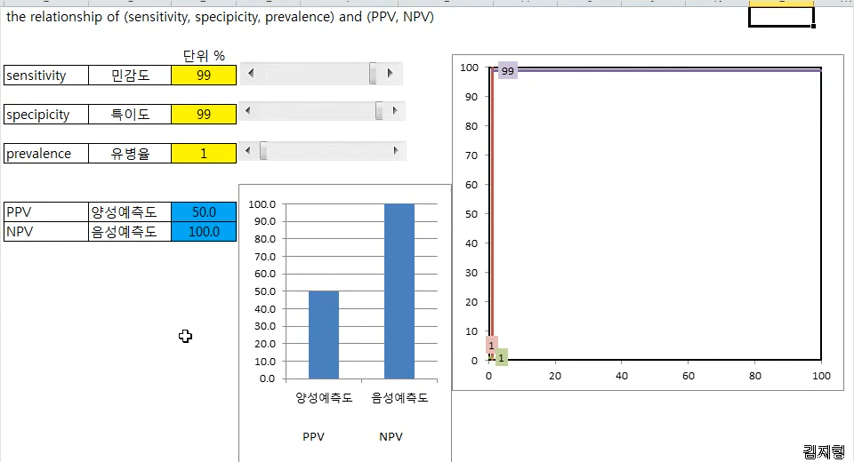 the relationship of (sensitivity, specipicity, prevalence) and (PPV, NPV)
단위 %
sensitivity 민감도 99
specipicity 특이도 99
prevalence 유병율 1
PPV 양성예측도 50.0
NPV 음성예측도 100.0
100.0
90.0
80.0
70.0
60.0
50.0
40.0
30.0
20.0
10.0
0.0
양성예측도 음성예측도
PPV NPV
100
90
80
70
60
50
40
30
20
10
0
99
1
1
0 20 40 60 80 100